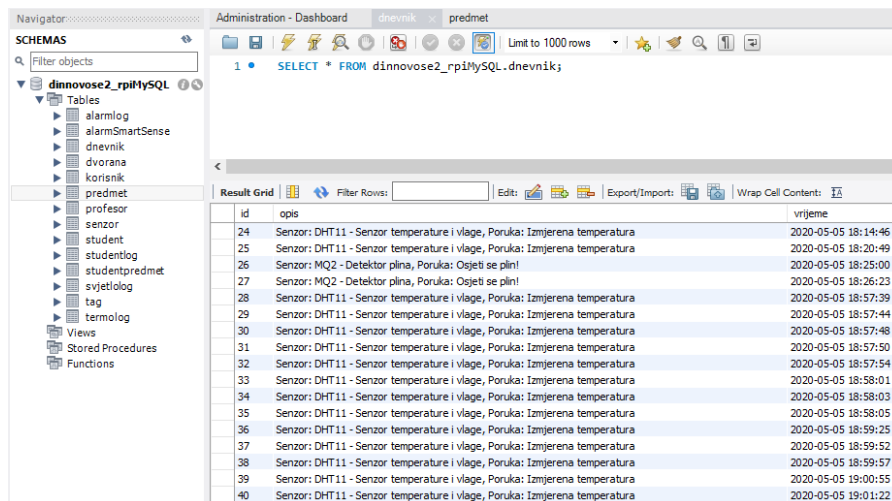 Navigator
Administration - Dashboard dnevnik × predmet
SCHEMAS
Filter objects
Limit to 1000 rows
1 SELECT * FROM dinnovose2_rpiMySQL.dnevnik;
dinnovose2_rpiMySQL
Tables
alarmlog
alarmSmartSense
dnevnik
dvorana
korisnik
predmet
profesor
senzor
student
studentlog
studentpredmet
svjetlolog
tag
termolog
Views
Stored Procedures
Functions
Result Grid Filter Rows: Edit: Export/Import: Wrap Cell Content:
id opis vrijeme
24 Senzor: DHT11 - Senzor temperature i vlage, Poruka: Izmjerena temperatura 2020-05-05 18:14:46
25 Senzor: DHT11 - Senzor temperature i vlage, Poruka: Izmjerena temperatura 2020-05-05 18:20:49
26 Senzor: MQ2 - Detektor plina, Poruka: Osjeti se plin! 2020-05-05 18:25:00
27 Senzor: MQ2 - Detektor plina, Poruka: Osjeti se plin! 2020-05-05 18:26:23
28 Senzor: DHT11 - Senzor temperature i vlage, Poruka: Izmjerena temperatura 2020-05-05 18:57:39
29 Senzor: DHT11 - Senzor temperature i vlage, Poruka: Izmjerena temperatura 2020-05-05 18:57:44
30 Senzor: DHT11 - Senzor temperature i vlage, Poruka: Izmjerena temperatura 2020-05-05 18:57:48
31 Senzor: DHT11 - Senzor temperature i vlage, Poruka: Izmjerena temperatura 2020-05-05 18:57:50
32 Senzor: DHT11 - Senzor temperature i vlage, Poruka: Izmjerena temperatura 2020-05-05 18:57:54
33 Senzor: DHT11 - Senzor temperature i vlage, Poruka: Izmjerena temperatura 2020-05-05 18:58:01
34 Senzor: DHT11 - Senzor temperature i vlage, Poruka: Izmjerena temperatura 2020-05-05 18:58:03
35 Senzor: DHT11 - Senzor temperature i vlage, Poruka: Izmjerena temperatura 2020-05-05 18:58:05
36 Senzor: DHT11 - Senzor temperature i vlage, Poruka: Izmjerena temperatura 2020-05-05 18:59:25
37 Senzor: DHT11 - Senzor temperature i vlage, Poruka: Izmjerena temperatura 2020-05-05 18:59:52
38 Senzor: DHT11 - Senzor temperature i vlage, Poruka: Izmjerena temperatura 2020-05-05 18:59:57
39 Senzor: DHT11 - Senzor temperature i vlage, Poruka: Izmjerena temperatura 2020-05-05 19:00:55
40 Senzor: DHT11 - Senzor temperature i vlage, Poruka: Izmjerena temperatura 2020-05-05 19:01:22